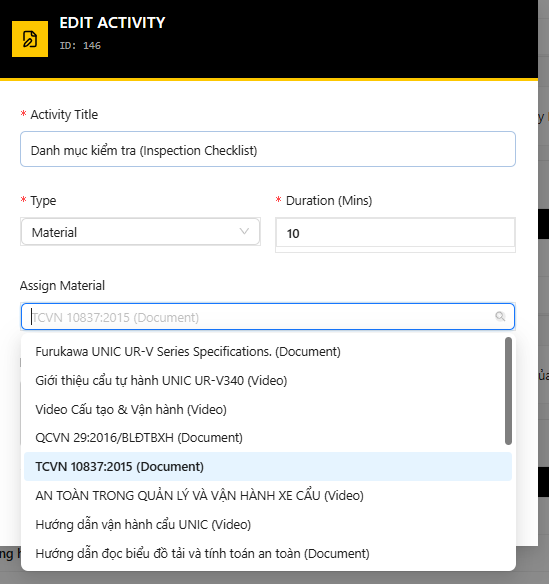 EDIT ACTIVITY
ID: 146
* Activity Title
Danh mục kiểm tra (Inspection Checklist)
* Type
* Duration (Mins)
Material
10
Assign Material
TCVN 10837:2015 (Document)
Furukawa UNIC UR-V Series Specifications. (Document)
Giới thiệu cẩu tự hành UNIC UR-V340 (Video)
Video Cấu tạo & Vận hành (Video)
QCVN 29:2016/BLĐTBXH (Document)
TCVN 10837:2015 (Document)
AN TOÀN TRONG QUẢN LÝ VÀ VẬN HÀNH XE CẨU (Video)
Hướng dẫn vận hành cẩu UNIC (Video)
Hướng dẫn đọc biểu đồ tải và tính toán an toàn (Document)